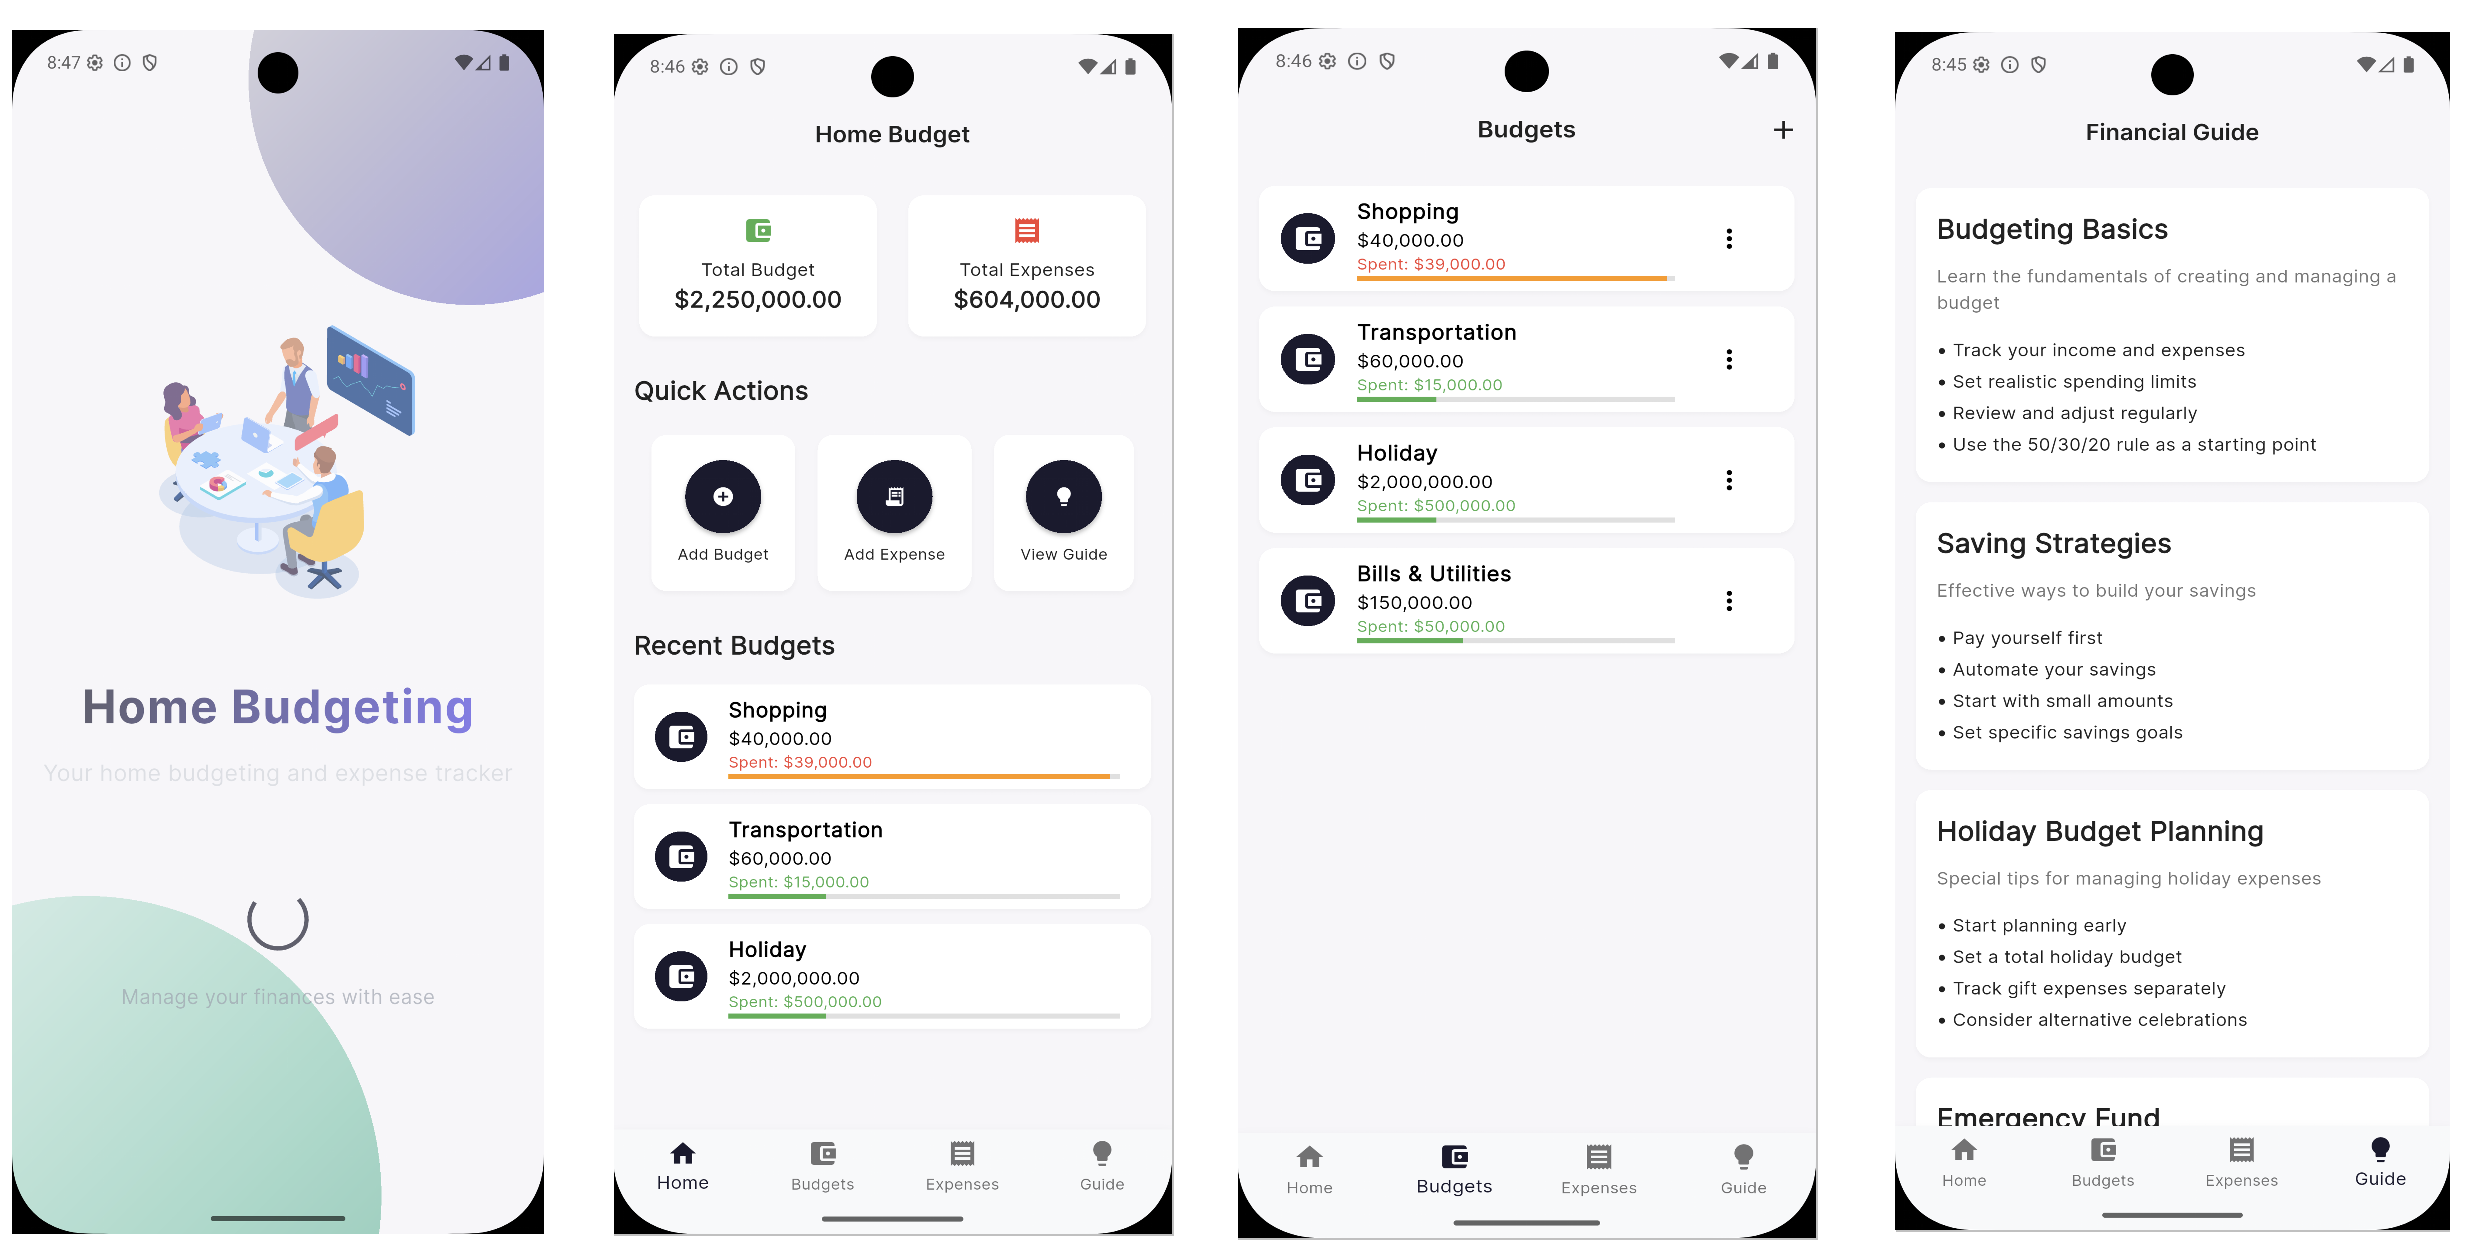 8:47
Home Budgeting
Your home budgeting and expense tracker
Manage your finances with ease
8:46
Home Budget
Total Budget
$2,250,000.00
Total Expenses
$604,000.00
Quick Actions
Add Budget
Add Expense
View Guide
Recent Budgets
Shopping
$40,000.00
Spent: $39,000.00
Transportation
$60,000.00
Spent: $15,000.00
Holiday
$2,000,000.00
Spent: $500,000.00
Home
Budgets
Expenses
Guide
8:46
Budgets
Shopping
$40,000.00
Spent: $39,000.00
Transportation
$60,000.00
Spent: $15,000.00
Holiday
$2,000,000.00
Spent: $500,000.00
Bills & Utilities
$150,000.00
Spent: $50,000.00
Home
Budgets
Expenses
Guide
8:45
Financial Guide
Budgeting Basics
Learn the fundamentals of creating and managing a
budget
• Track your income and expenses
• Set realistic spending limits
• Review and adjust regularly
• Use the 50/30/20 rule as a starting point
Saving Strategies
Effective ways to build your savings
• Pay yourself first
• Automate your savings
• Start with small amounts
• Set specific savings goals
Holiday Budget Planning
Special tips for managing holiday expenses
• Start planning early
• Set a total holiday budget
• Track gift expenses separately
• Consider alternative celebrations
Emergency Fund
Home
Budgets
Expenses
Guide